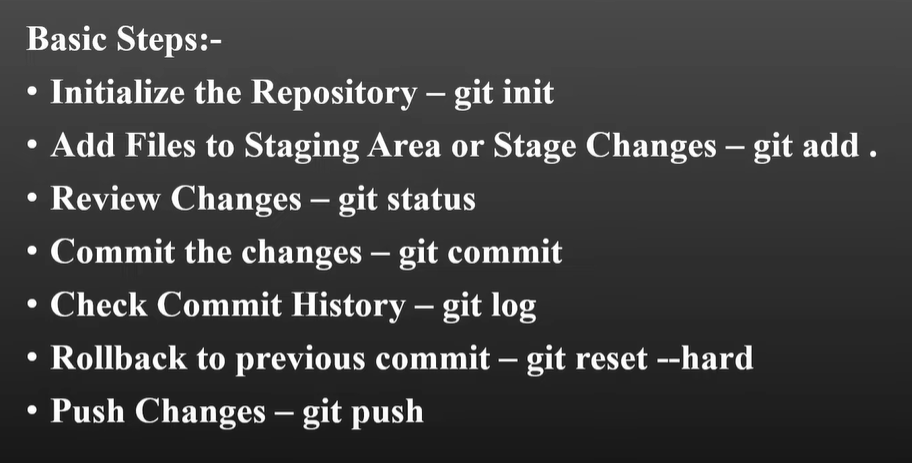 Basic Steps:-
• Initialize the Repository – git init
• Add Files to Staging Area or Stage Changes – git add .
• Review Changes – git status
• Commit the changes – git commit
• Check Commit History – git log
• Rollback to previous commit – git reset --hard
• Push Changes – git push